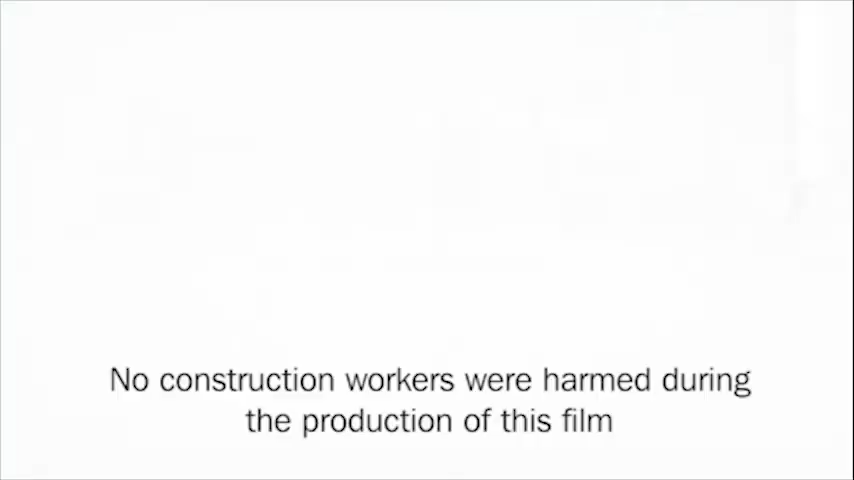 No construction workers were harmed during
the production of this film